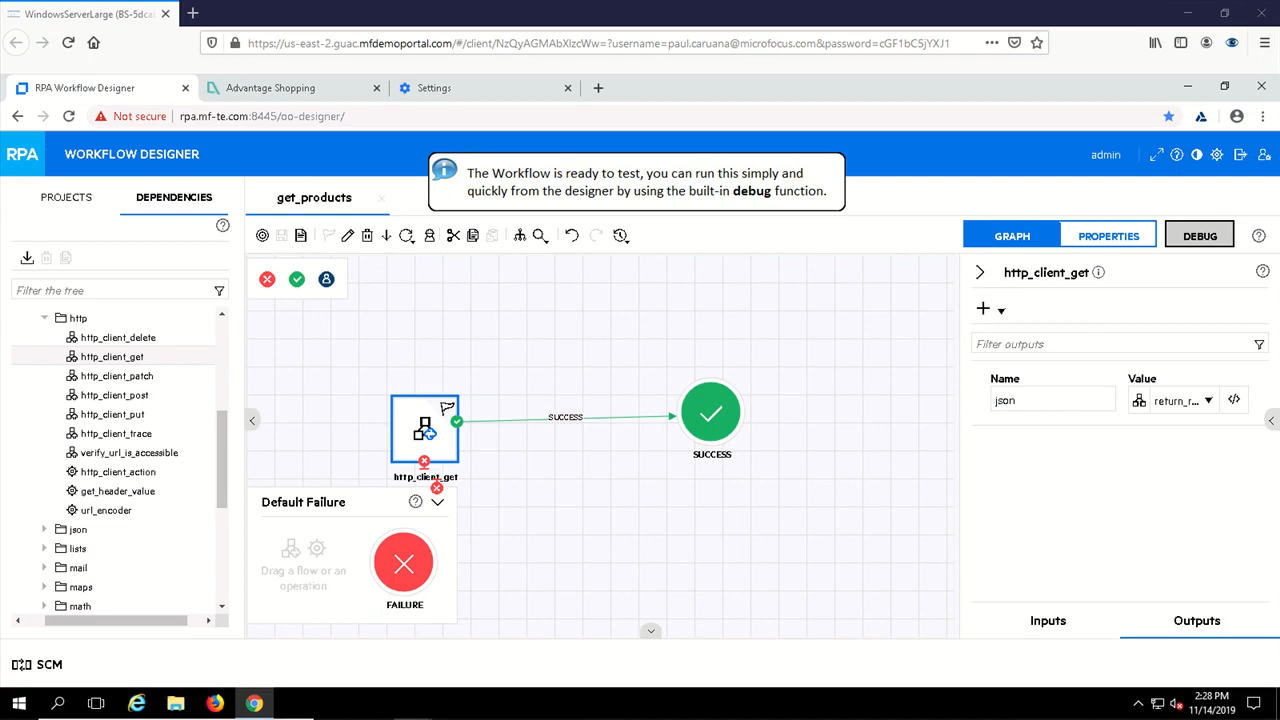 WindowsServerLarge (BS-5dca
https://us-east-2.guac.mfdemoportal.com/#/client/NzQyAGMAbXlzcWw=?username=paul.caruana@microfocus.com&password=cGF1bC5jYXJ1
RPA Workflow Designer
Advantage Shopping
Settings
Not secure
rpa.mf-te.com:8445/oo-designer/
RPA
WORKFLOW DESIGNER
admin
The Workflow is ready to test, you can run this simply and
quickly from the designer by using the built-in debug function.
PROJECTS
DEPENDENCIES
get_products
GRAPH
PROPERTIES
DEBUG
Filter the tree
http
http_client_delete
http_client_get
http_client_patch
http_client_post
http_client_put
http_client_trace
verify_url_is_accessible
http_client_action
get_header_value
url_encoder
json
lists
mail
maps
math
SUCCESS
SUCCESS
http_client_get
Default Failure
Drag a flow or an
operation
FAILURE
http_client_get
Filter outputs
Name
Value
json
return_r...
Inputs
Outputs
SCM
2:28 PM
11/14/2019